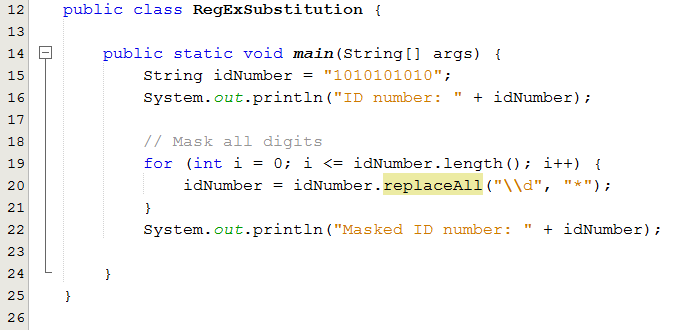 12 public class RegExSubstitution {
13
14 public static void main(String[] args) {
15 String idNumber = "1010101010";
16 System.out.println("ID number: " + idNumber);
17
18 // Mask all digits
19 for (int i = 0; i <= idNumber.length(); i++) {
20 idNumber = idNumber.replaceAll("\\d", "*");
21 }
22 System.out.println("Masked ID number: " + idNumber);
23
24 }
25 }
26